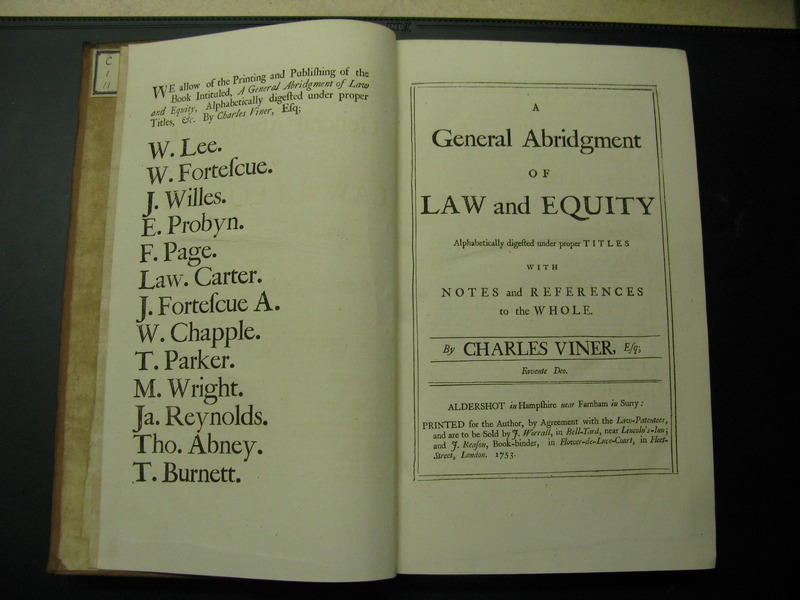 INDEX
C
1
11
WE allow of the Printing and Publiſhing of the
Book Intituled, A General Abridgment of Law
and Equity, Alphabetically digeſted under proper
Titles, &c. By Charles Viner, Eſq;
W. Lee.
W. Forteſcue.
J. Willes.
E. Probyn.
F. Page.
Law. Carter.
J. Forteſcue A.
W. Chapple.
T. Parker.
M. Wright.
Ja. Reynolds.
Tho. Abney.
T. Burnett.
A
General Abridgment
OF
LAW and EQUITY
Alphabetically digeſted under proper TITLES
WITH
NOTES and REFERENCES
to the WHOLE.
By CHARLES VINER, Eſq;
Favente Deo.
ALDERSHOT in Hampſhire near Farnham in Surry:
PRINTED for the Author, by Agreement with the Law-Patentees,
and are to be Sold by J. Worrall, in Bell-Yard, near Lincoln's-Inn;
and J. Reaſon, Book-binder, in Flower-de-Luce-Court, in Fleet-
Street, London. 1753.